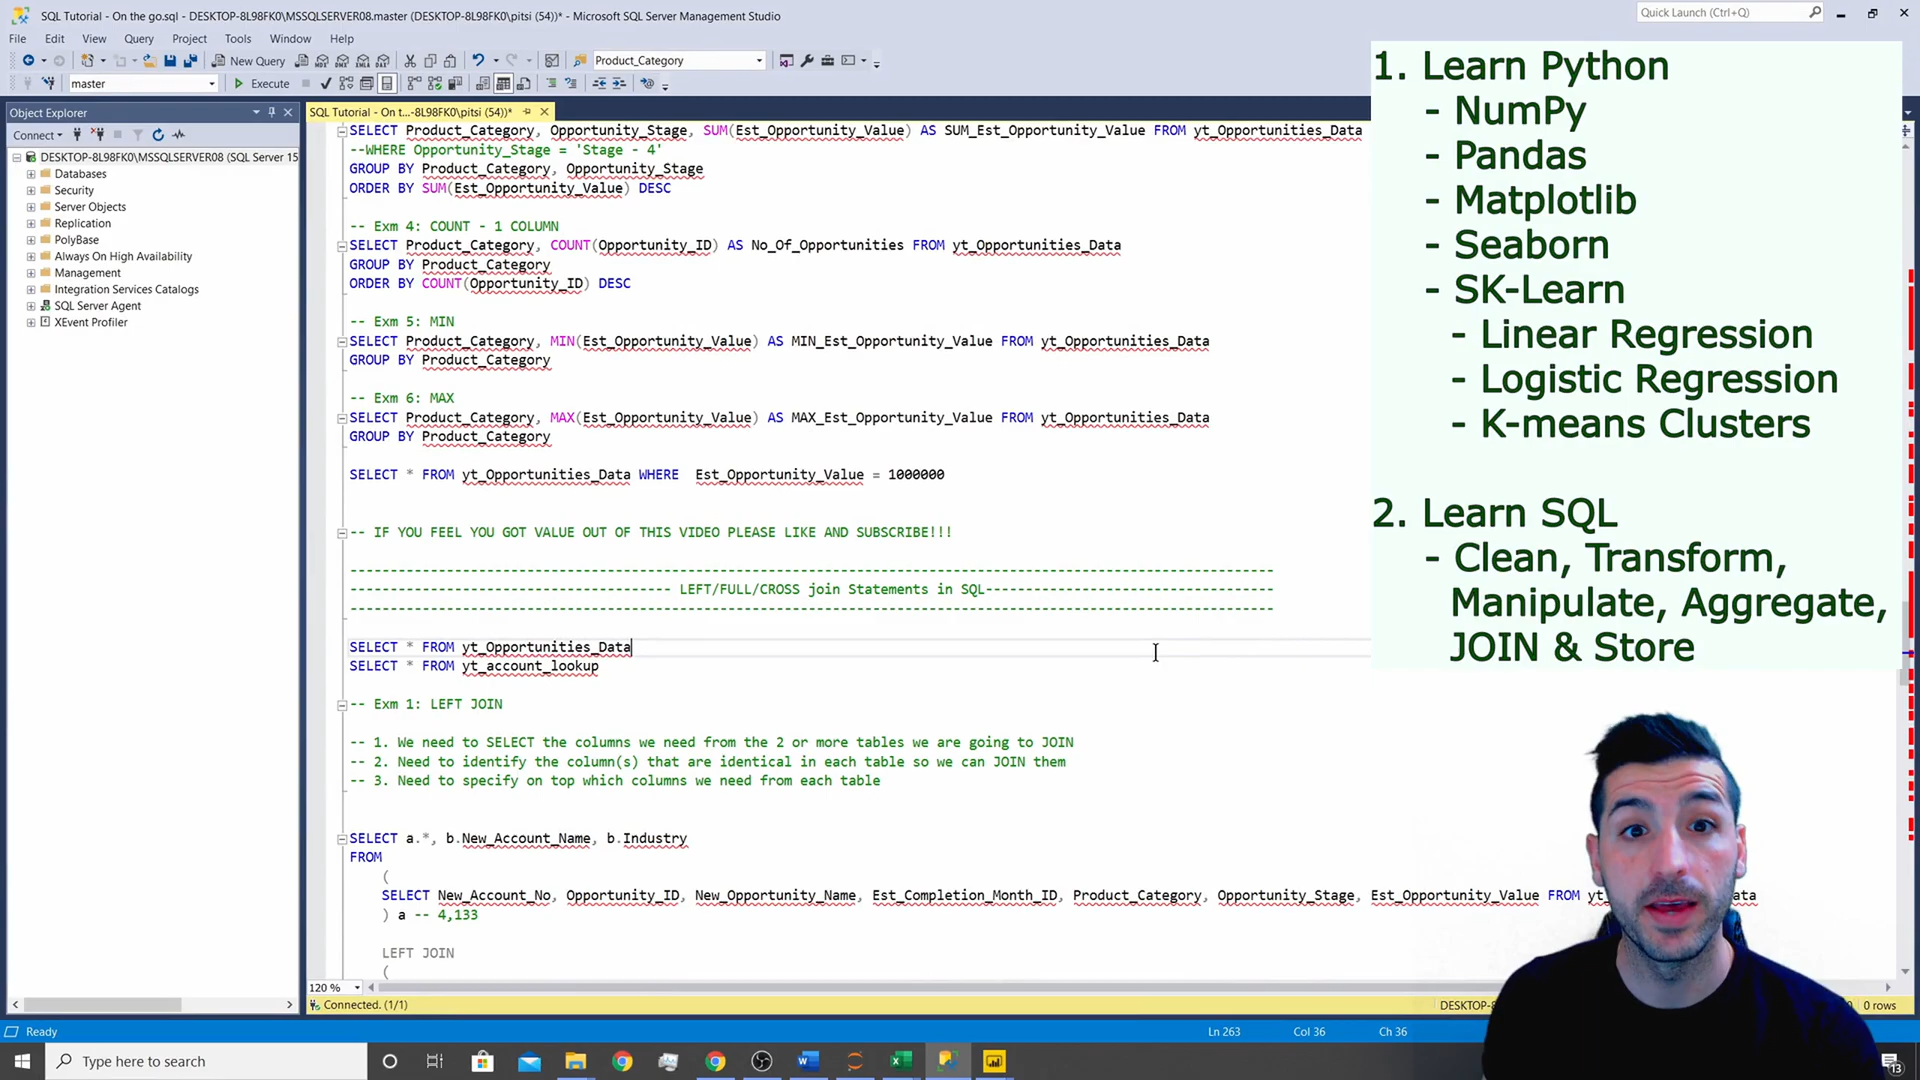 SQL Tutorial - On the go.sql - DESKTOP-8L98FK0\MSSQLSERVER08.master (DESKTOP-8L98FK0\pitsi (54))* - Microsoft SQL Server Management Studio
Quick Launch (Ctrl+Q)
File Edit View Query Project Tools Window Help
New Query
Product_Category
master
Execute
Object Explorer
SQL Tutorial - On t...-8L98FK0\pitsi (54))*
Connect
DESKTOP-8L98FK0\MSSQLSERVER08 (SQL Server 15
Databases
Security
Server Objects
Replication
PolyBase
Always On High Availability
Management
Integration Services Catalogs
SQL Server Agent
XEvent Profiler
SELECT Product_Category, Opportunity_Stage, SUM(Est_Opportunity_Value) AS SUM_Est_Opportunity_Value FROM yt_Opportunities_Data
--WHERE Opportunity_Stage = 'Stage - 4'
GROUP BY Product_Category, Opportunity_Stage
ORDER BY SUM(Est_Opportunity_Value) DESC
-- Exm 4: COUNT - 1 COLUMN
SELECT Product_Category, COUNT(Opportunity_ID) AS No_Of_Opportunities FROM yt_Opportunities_Data
GROUP BY Product_Category
ORDER BY COUNT(Opportunity_ID) DESC
-- Exm 5: MIN
SELECT Product_Category, MIN(Est_Opportunity_Value) AS MIN_Est_Opportunity_Value FROM yt_Opportunities_Data
GROUP BY Product_Category
-- Exm 6: MAX
SELECT Product_Category, MAX(Est_Opportunity_Value) AS MAX_Est_Opportunity_Value FROM yt_Opportunities_Data
GROUP BY Product_Category
SELECT * FROM yt_Opportunities_Data WHERE Est_Opportunity_Value = 1000000
-- IF YOU FEEL YOU GOT VALUE OUT OF THIS VIDEO PLEASE LIKE AND SUBSCRIBE!!!
---------------------------------------- LEFT/FULL/CROSS join Statements in SQL------------------------------------
SELECT * FROM yt_Opportunities_Data
SELECT * FROM yt_account_lookup
-- Exm 1: LEFT JOIN
-- 1. We need to SELECT the columns we need from the 2 or more tables we are going to JOIN
-- 2. Need to identify the column(s) that are identical in each table so we can JOIN them
-- 3. Need to specify on top which columns we need from each table
SELECT a.*, b.New_Account_Name, b.Industry
FROM
(
SELECT New_Account_No, Opportunity_ID, New_Opportunity_Name, Est_Completion_Month_ID, Product_Category, Opportunity_Stage, Est_Opportunity_Value FROM yt
) a -- 4,133
LEFT JOIN
(
1. Learn Python
- NumPy
- Pandas
- Matplotlib
- Seaborn
- SK-Learn
- Linear Regression
- Logistic Regression
- K-means Clusters
2. Learn SQL
- Clean, Transform,
Manipulate, Aggregate,
JOIN & Store
120 %
Connected. (1/1)
DESKTOP-8
0 rows
Ready
Ln 263 Col 36 Ch 36
Type here to search
13